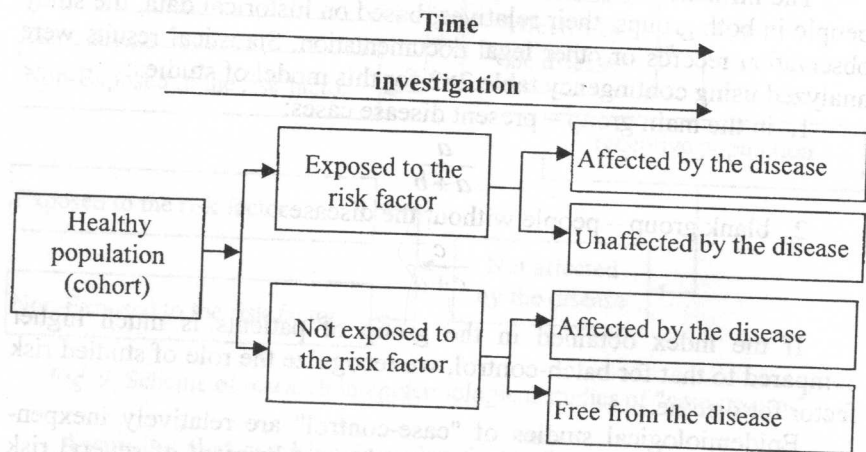 Time
Investigation
Exposed to the
risk factor
Affected by the disease
Healthy
population
(cohort)
Unaffected by the disease
Not exposed to
the risk factor
Affected by the disease
Free from the disease